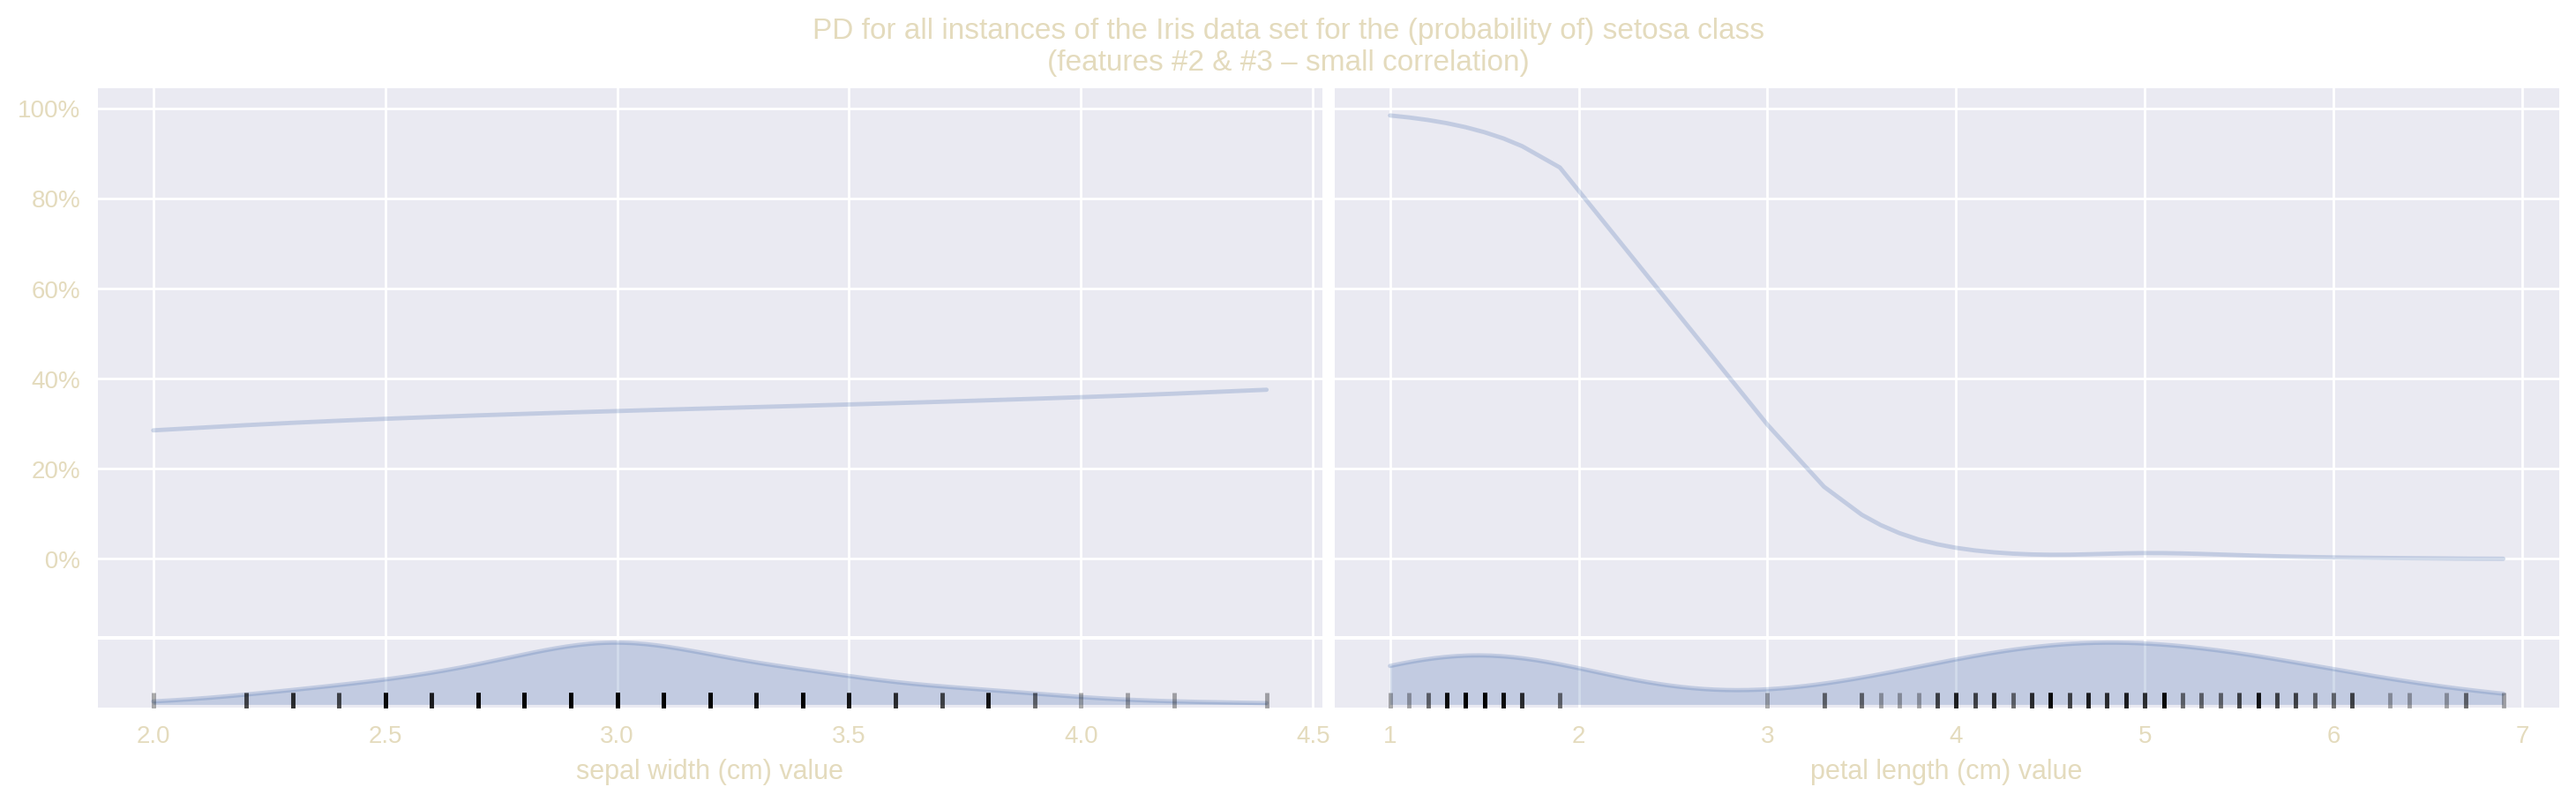 PD for all instances of the Iris data set for the (probability of) setosa class
(features #2 & #3 – small correlation)
100%
80%
60%
40%
20%
0%
2.0 2.5 3.0 3.5 4.0 4.5 1 2 3 4 5 6 7
sepal width (cm) value petal length (cm) value